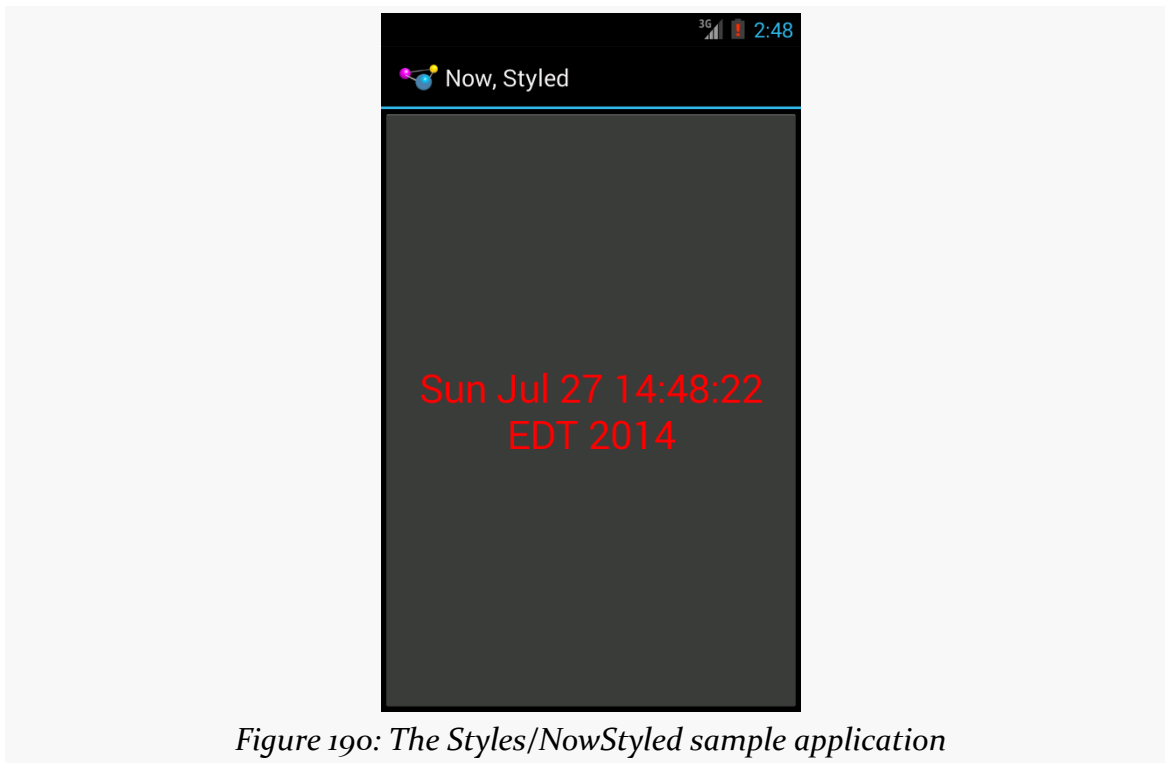 3G 2:48
Now, Styled
Sun Jul 27 14:48:22
EDT 2014
Figure 190: The Styles/NowStyled sample application